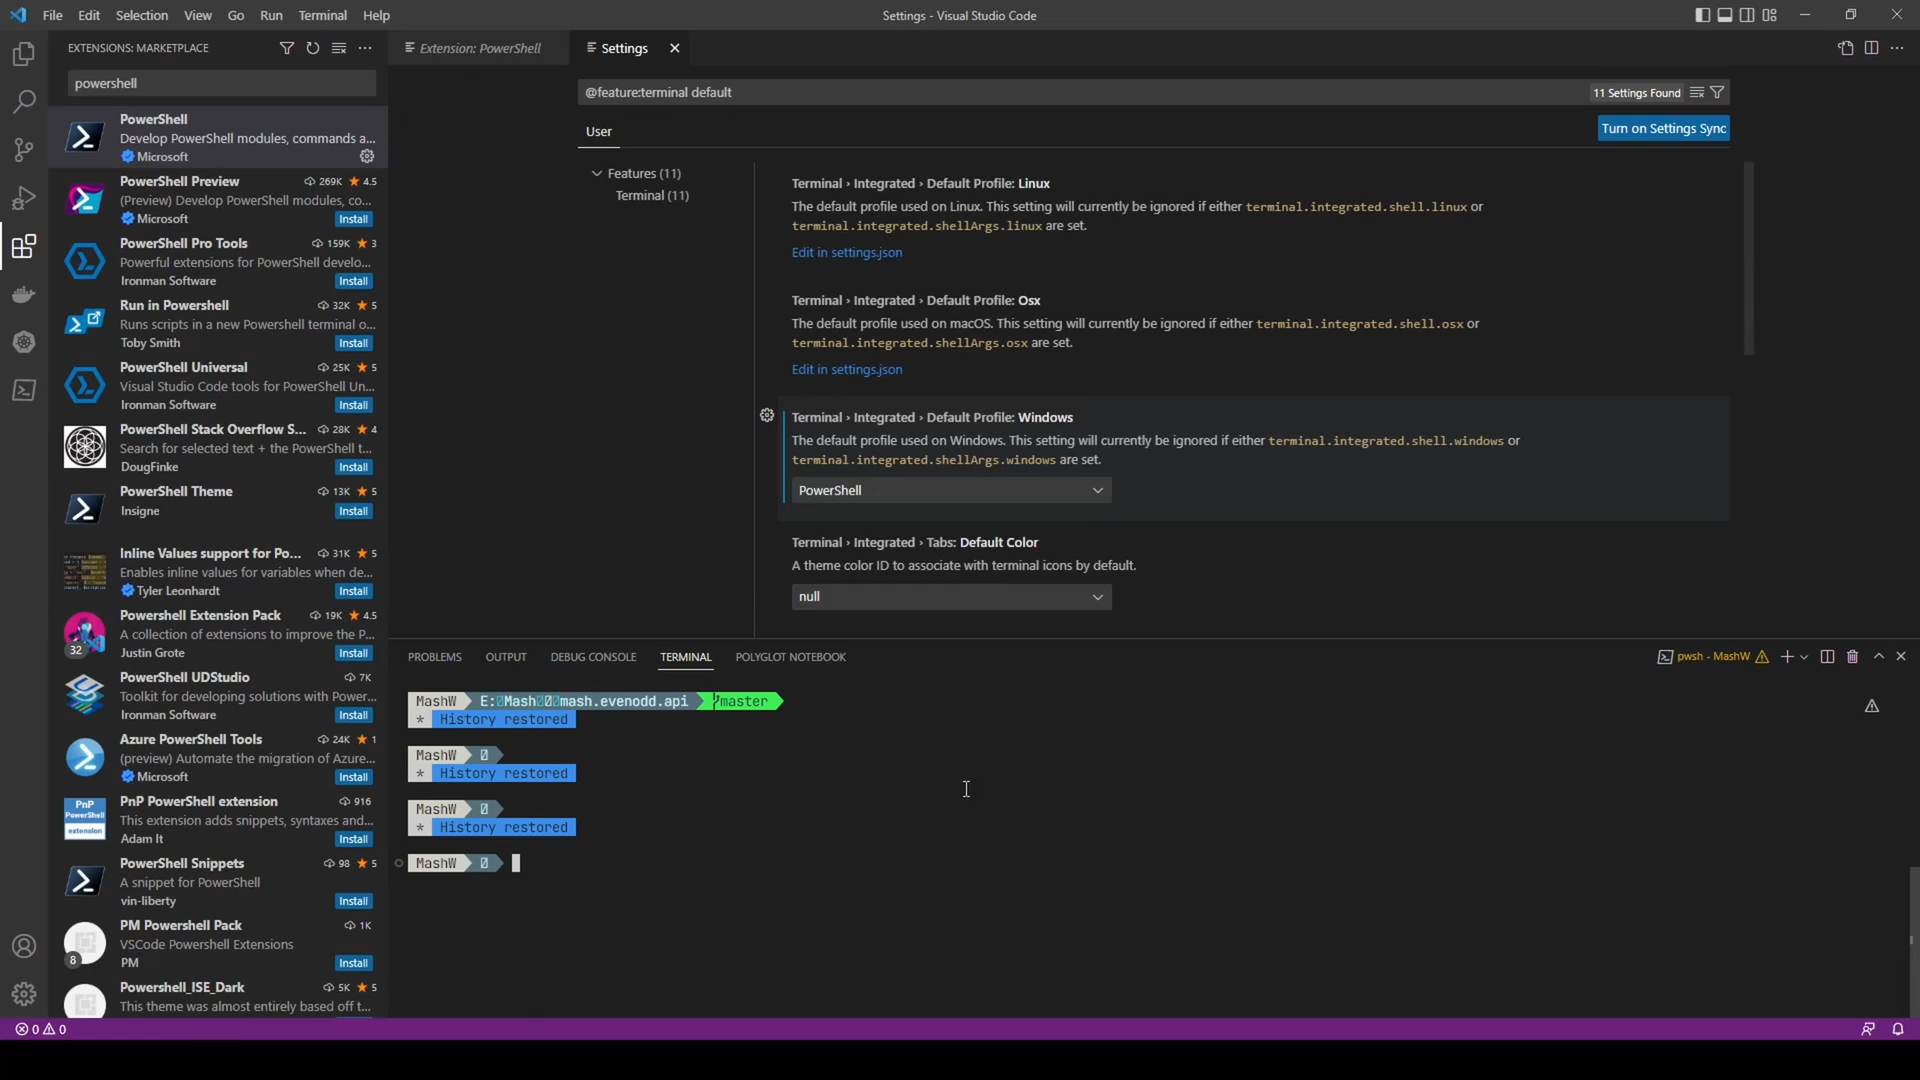 File Edit Selection View Go Run Terminal Help
Settings - Visual Studio Code
EXTENSIONS: MARKETPLACE
powershell
PowerShell
Develop PowerShell modules, commands a...
Microsoft
PowerShell Preview 269K 4.5
(Preview) Develop PowerShell modules, co...
Microsoft Install
PowerShell Pro Tools 159K 3
Powerful extensions for PowerShell develo...
Ironman Software Install
Run in Powershell 32K 5
Runs scripts in a new Powershell terminal o...
Toby Smith Install
PowerShell Universal 25K 5
Visual Studio Code tools for PowerShell Un...
Ironman Software Install
PowerShell Stack Overflow S... 28K 4
Search for selected text + the PowerShell t...
DougFinke Install
PowerShell Theme 13K 5
Insigne Install
Inline Values support for Po... 31K 5
Enables inline values for variables when de...
Tyler Leonhardt Install
Powershell Extension Pack 19K 4.5
A collection of extensions to improve the P...
32
Justin Grote Install
PowerShell UDStudio 7K
Toolkit for developing solutions with Power...
Ironman Software Install
Azure PowerShell Tools 24K 1
(preview) Automate the migration of Azure...
Microsoft Install
PnP PowerShell extension 916
PnP
PowerShell
extension
This extension adds snippets, syntaxes and...
Adam It Install
PowerShell Snippets 98 5
A snippet for PowerShell
vin-liberty Install
PM Powershell Pack 1K
VSCode Powershell Extensions
8
PM Install
Powershell_ISE_Dark 5K 5
This theme was almost entirely based off t...
Extension: PowerShell
Settings
@feature:terminal default
11 Settings Found
User
Turn on Settings Sync
Features (11)
Terminal (11)
Terminal › Integrated › Default Profile: Linux
The default profile used on Linux. This setting will currently be ignored if either terminal.integrated.shell.linux or
terminal.integrated.shellArgs.linux are set.
Edit in settings.json
Terminal › Integrated › Default Profile: Osx
The default profile used on macOS. This setting will currently be ignored if either terminal.integrated.shell.osx or
terminal.integrated.shellArgs.osx are set.
Edit in settings.json
Terminal › Integrated › Default Profile: Windows
The default profile used on Windows. This setting will currently be ignored if either terminal.integrated.shell.windows or
terminal.integrated.shellArgs.windows are set.
PowerShell
Terminal › Integrated › Tabs: Default Color
A theme color ID to associate with terminal icons by default.
null
PROBLEMS OUTPUT DEBUG CONSOLE TERMINAL POLYGLOT NOTEBOOK
pwsh - MashW
MashW E:▯Mash▯▯▯mash.evenodd.api master
* History restored
MashW ▯
* History restored
MashW ▯
* History restored
MashW ▯
0 0